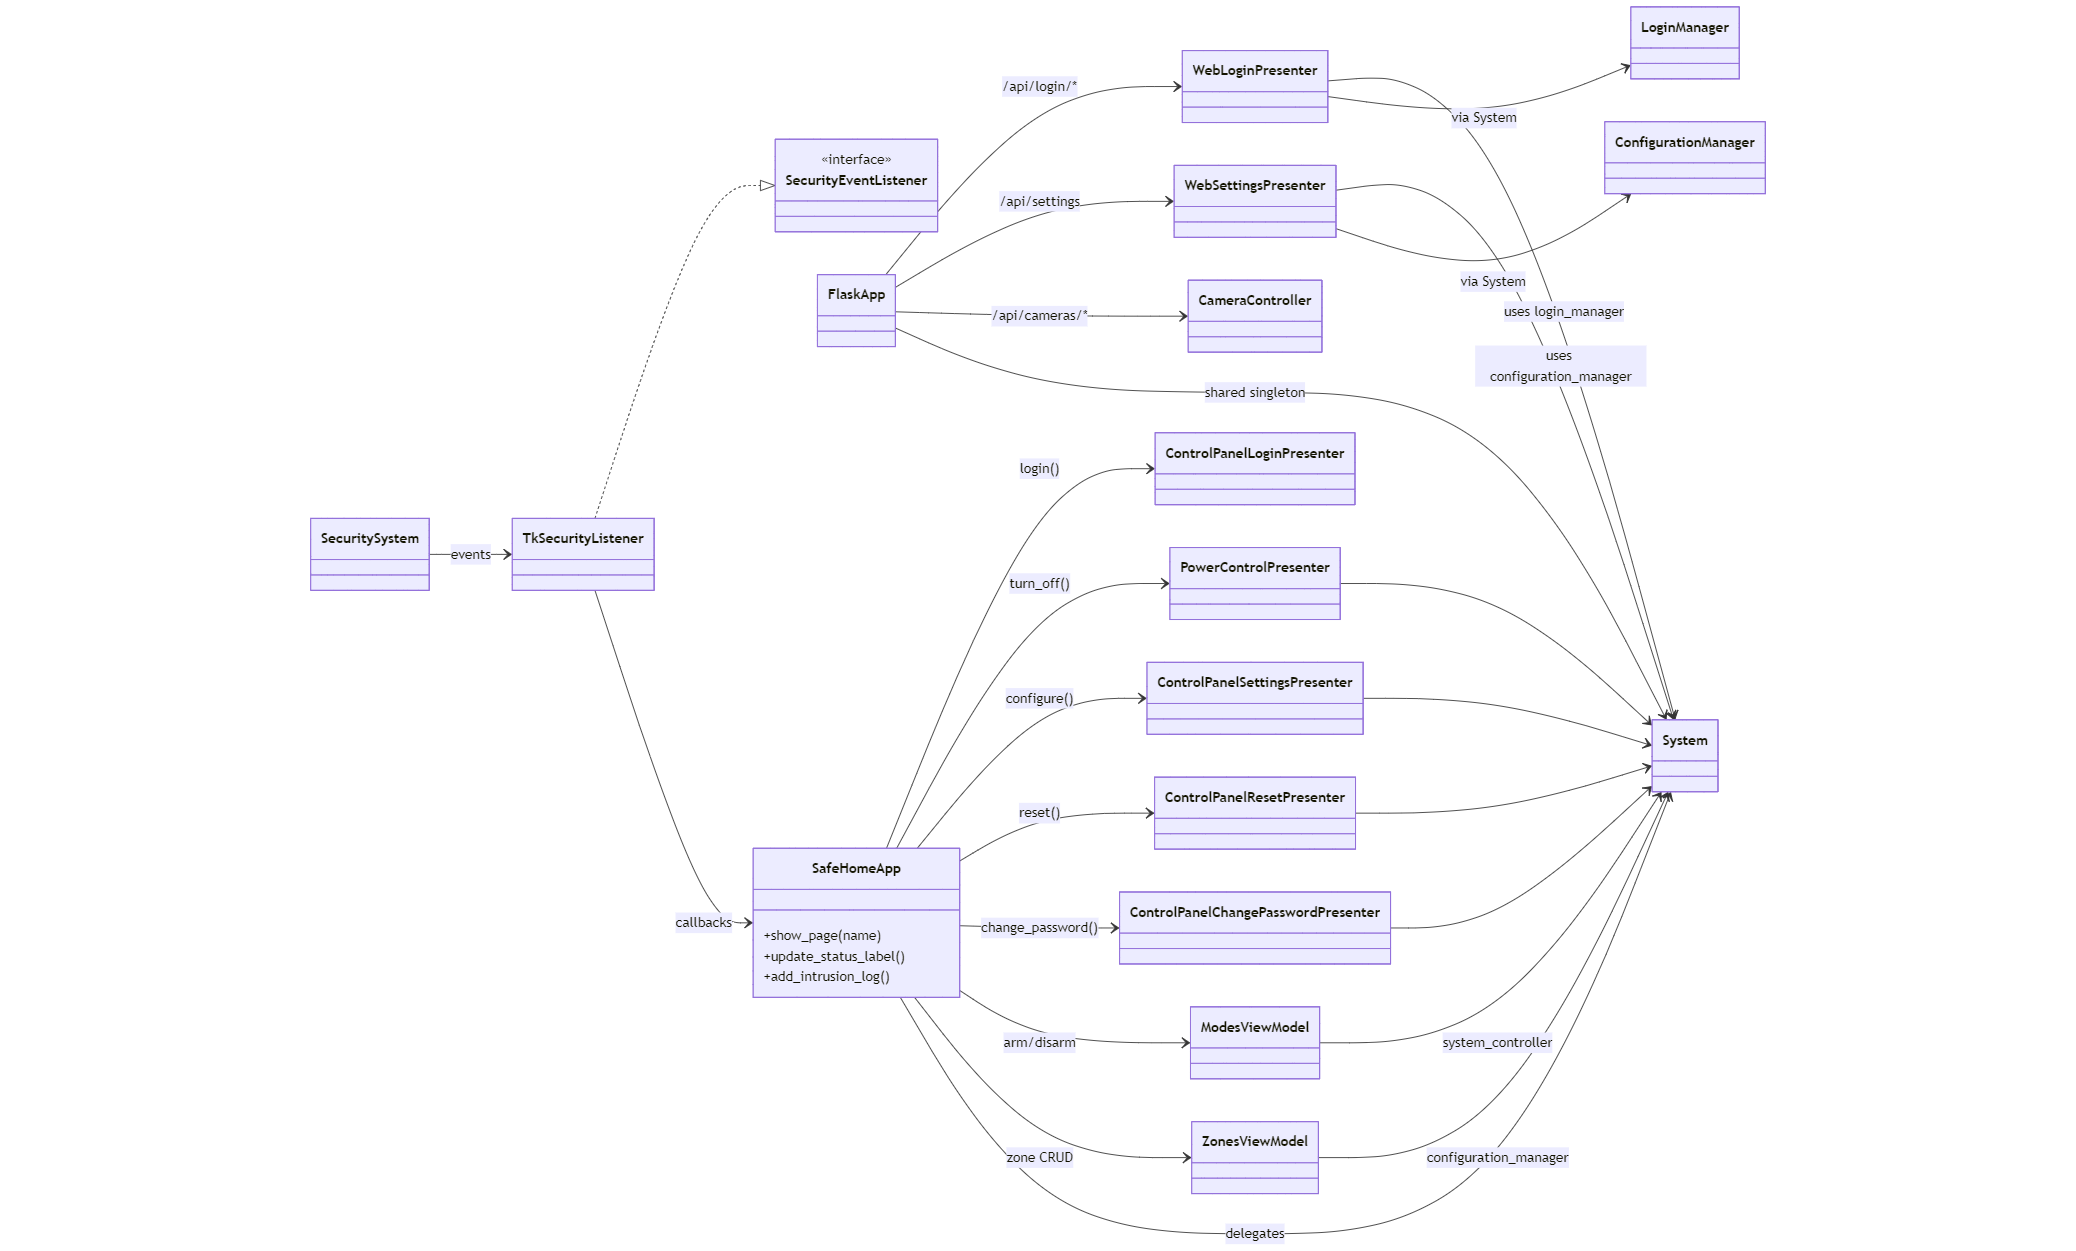 LoginManager
WebLoginPresenter
/api/login/*
via System
ConfigurationManager
«interface»
SecurityEventListener
WebSettingsPresenter
/api/settings
via System
FlaskApp
CameraController
/api/cameras/*
uses login_manager
uses
configuration_manager
shared singleton
ControlPanelLoginPresenter
login()
SecuritySystem
events
TkSecurityListener
PowerControlPresenter
turn_off()
ControlPanelSettingsPresenter
configure()
System
ControlPanelResetPresenter
reset()
SafeHomeApp
+show_page(name)
+update_status_label()
+add_intrusion_log()
callbacks
ControlPanelChangePasswordPresenter
change_password()
ModesViewModel
arm/disarm
system_controller
ZonesViewModel
zone CRUD
configuration_manager
delegates